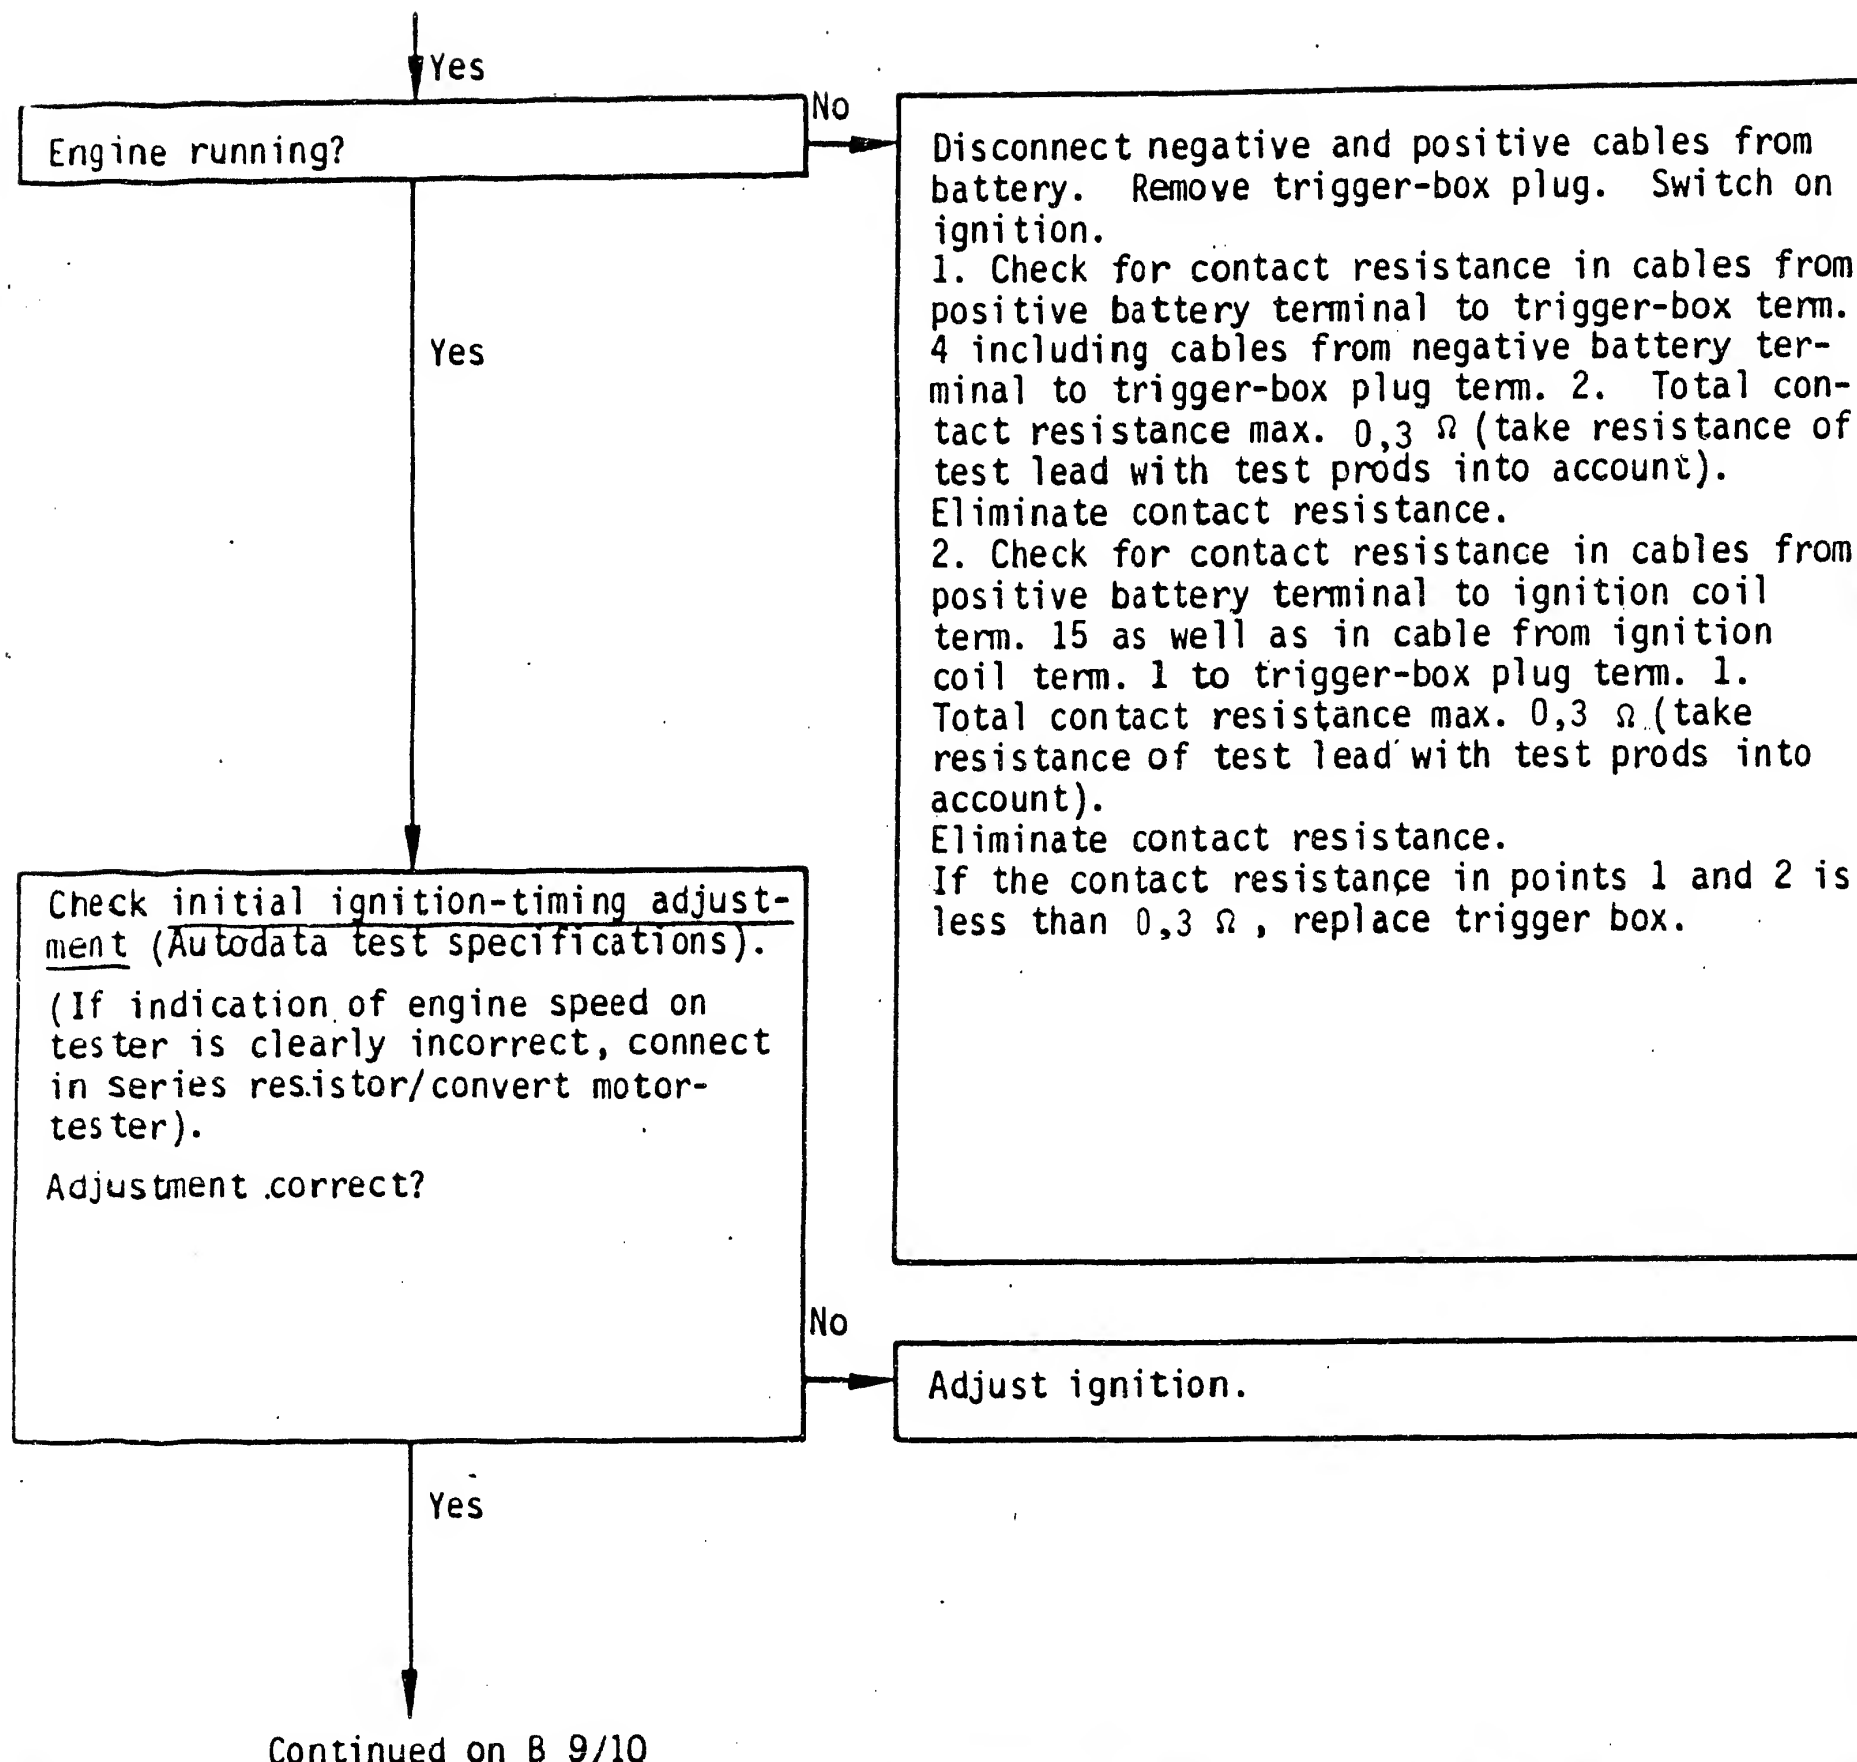 Yes
Engine running?
No
Disconnect negative and positive cables from
battery. Remove trigger-box plug. Switch on
ignition.
1. Check for contact resistance in cables from
positive battery terminal to trigger-box term.
4 including cables from negative battery ter-
minal to trigger-box plug term. 2. Total con-
tact resistance max. 0,3 Ω (take resistance of
test lead with test prods into account).
Eliminate contact resistance.
2. Check for contact resistance in cables from
positive battery terminal to ignition coil
term. 15 as well as in cable from ignition
coil term. 1 to trigger-box plug term. 1.
Total contact resistance max. 0,3 Ω (take
resistance of test lead with test prods into
account).
Eliminate contact resistance.
If the contact resistance in points 1 and 2 is
less than 0,3 Ω , replace trigger box.
Yes
Check initial ignition-timing adjust-
ment (Autodata test specifications).
(If indication of engine speed on
tester is clearly incorrect, connect
in series resistor/convert motor-
tester).
Adjustment correct?
No
Adjust ignition.
Yes
Continued on B 9/10